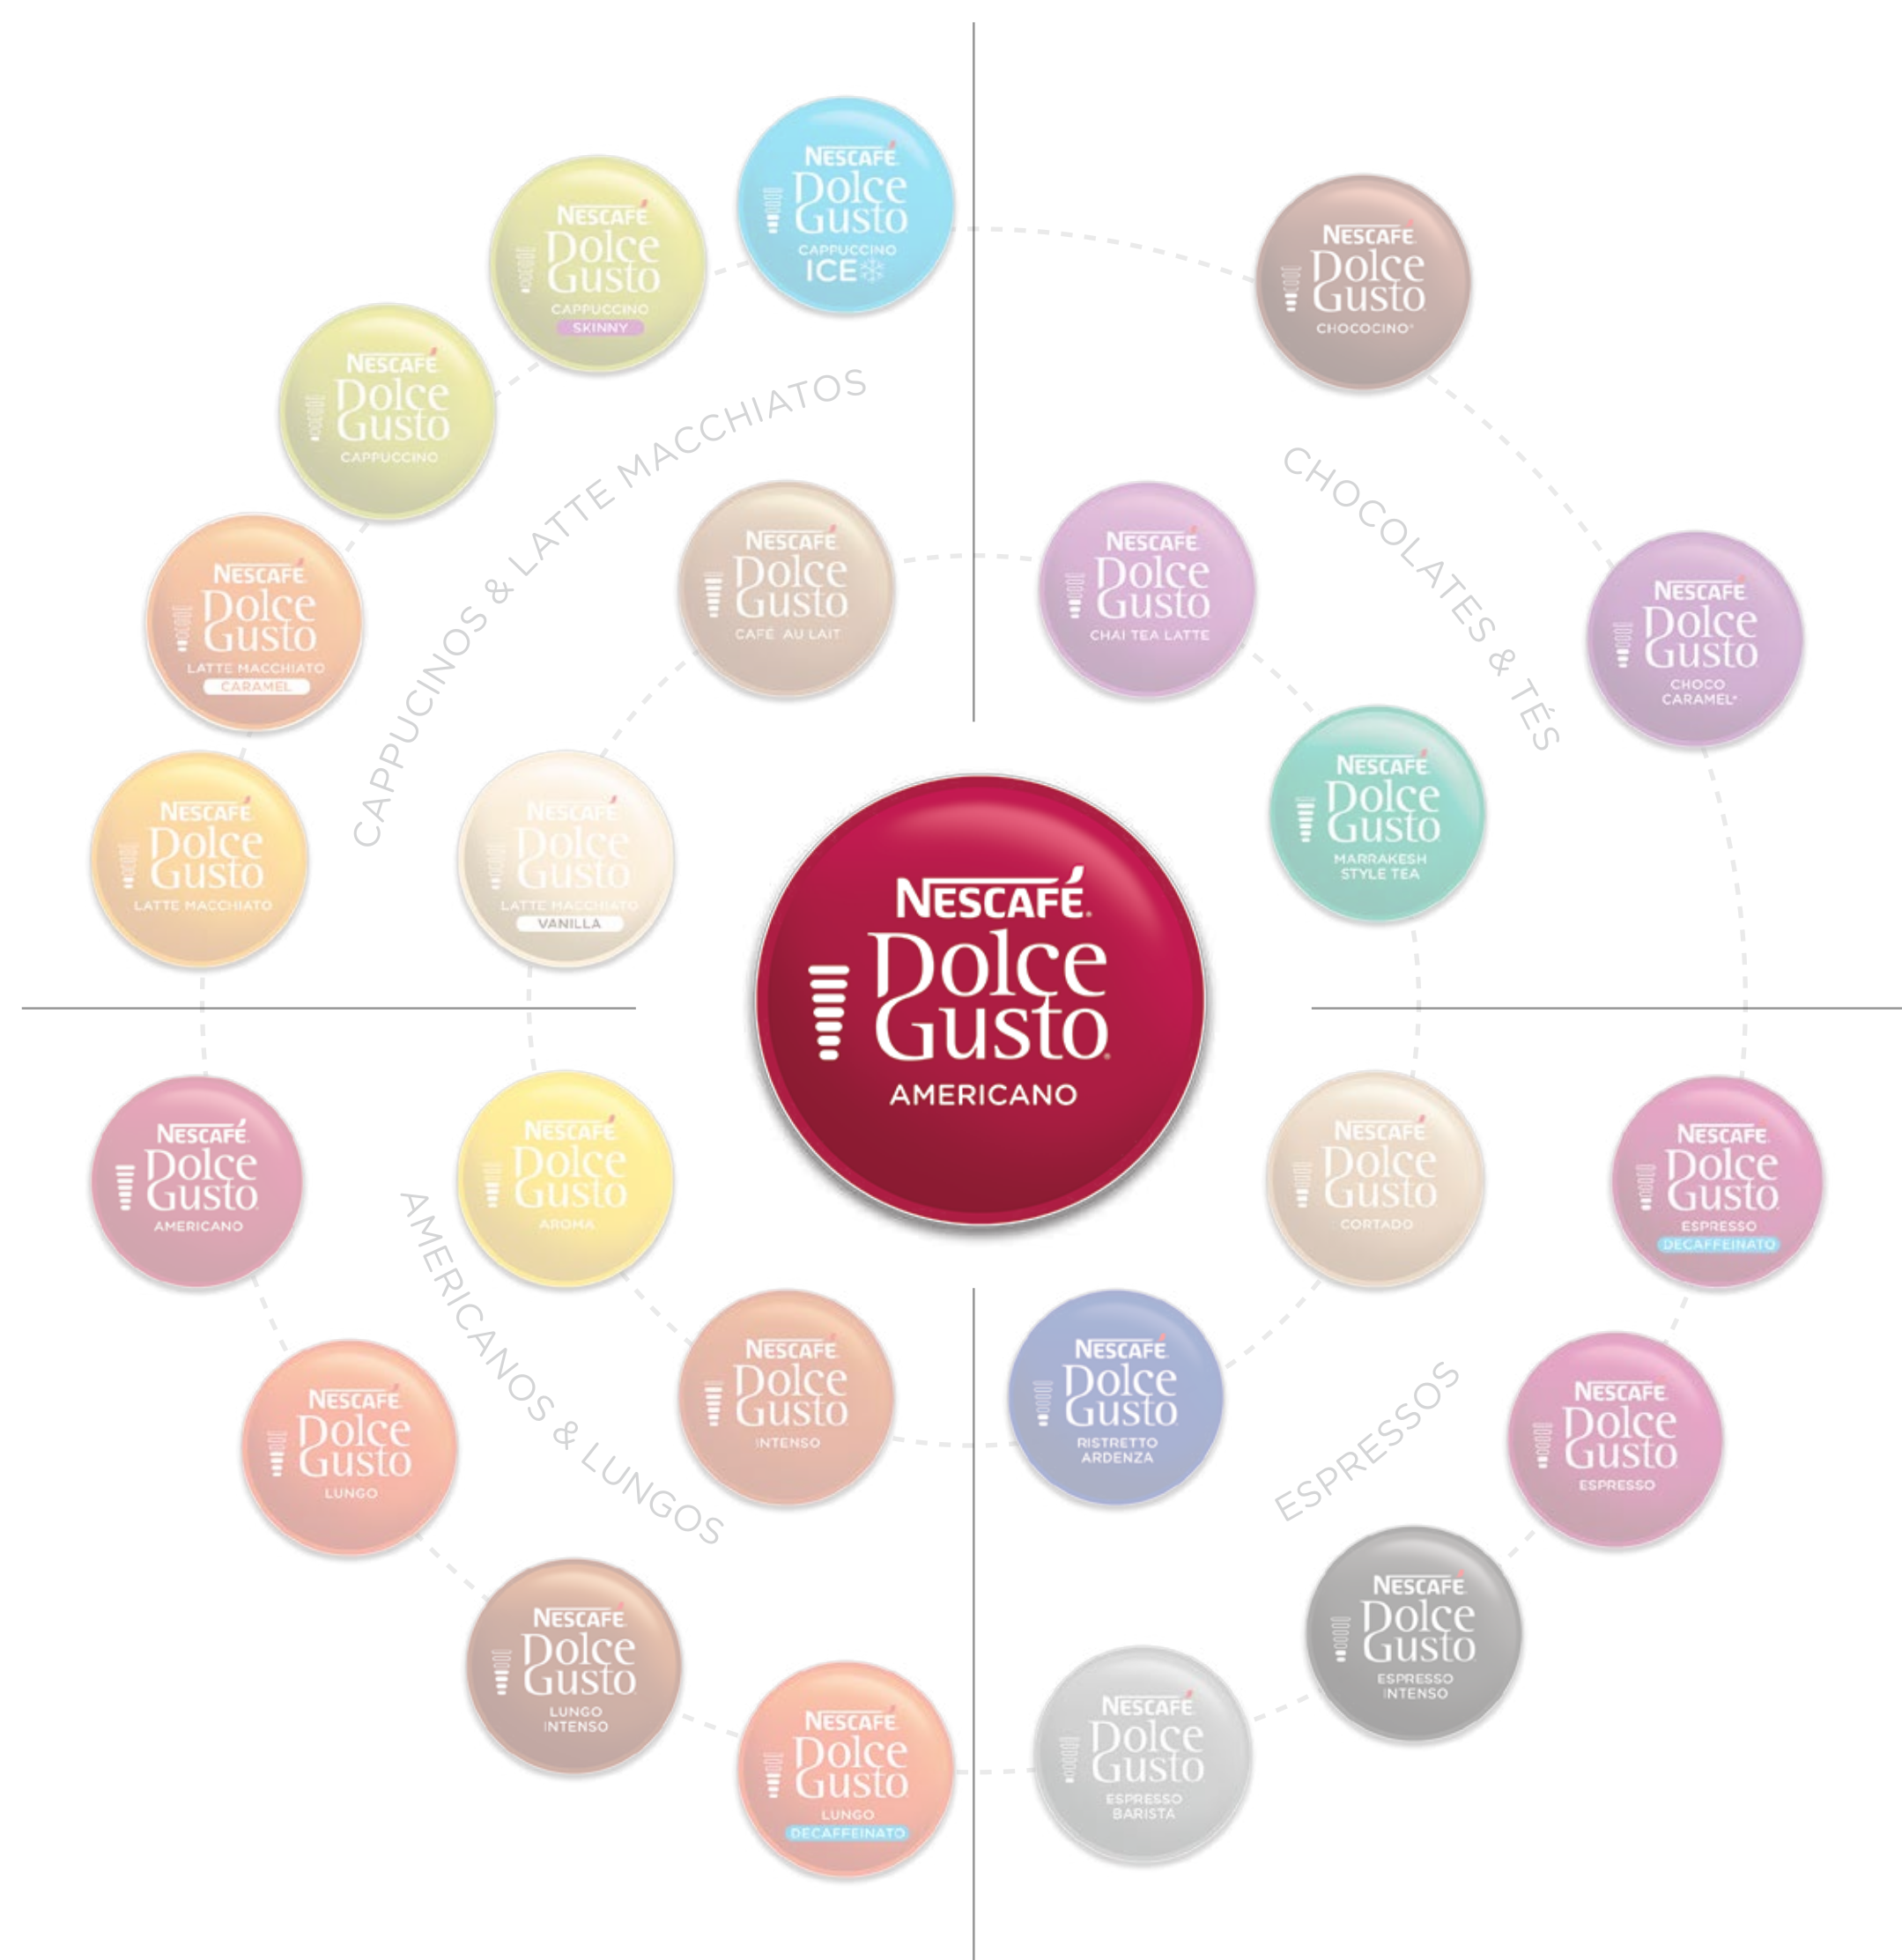 NESCAFÉ
Dolce
Gusto
CAPPUCCINO
ICE
NESCAFÉ
Dolce
Gusto
CAPPUCCINO
SKINNY
NESCAFÉ
Dolce
Gusto
CAPPUCCINO
NESCAFÉ
Dolce
Gusto
LATTE MACCHIATO
CARAMEL
NESCAFÉ
Dolce
Gusto
LATTE MACCHIATO
CAPPUCINOS & LATTE MACCHIATOS
NESCAFÉ
Dolce
Gusto
CAFÉ AU LAIT
NESCAFÉ
Dolce
Gusto
LATTE MACCHIATO
VANILLA
NESCAFÉ
Dolce
Gusto
CHOCOCINO*
NESCAFÉ
Dolce
Gusto
CHOCO
CARAMEL*
CHOCOLATES & TÉS
NESCAFÉ
Dolce
Gusto
CHAI TEA LATTE
NESCAFÉ
Dolce
Gusto
MARRAKESH
STYLE TEA
NESCAFÉ®
Dolce
Gusto®
AMERICANO
NESCAFÉ
Dolce
Gusto
AMERICANO
NESCAFÉ
Dolce
Gusto
AROMA
AMERICANOS & LUNGOS
NESCAFÉ
Dolce
Gusto
INTENSO
NESCAFÉ
Dolce
Gusto
LUNGO
NESCAFÉ
Dolce
Gusto
LUNGO
INTENSO
NESCAFÉ
Dolce
Gusto
LUNGO
DECAFFEINATO
NESCAFÉ
Dolce
Gusto
CORTADO
NESCAFÉ
Dolce
Gusto
ESPRESSO
DECAFFEINATO
NESCAFÉ
Dolce
Gusto
RISTRETTO
ARDENZA
ESPRESSOS
NESCAFÉ
Dolce
Gusto
ESPRESSO
NESCAFÉ
Dolce
Gusto
ESPRESSO
INTENSO
NESCAFÉ
Dolce
Gusto
ESPRESSO
BARISTA